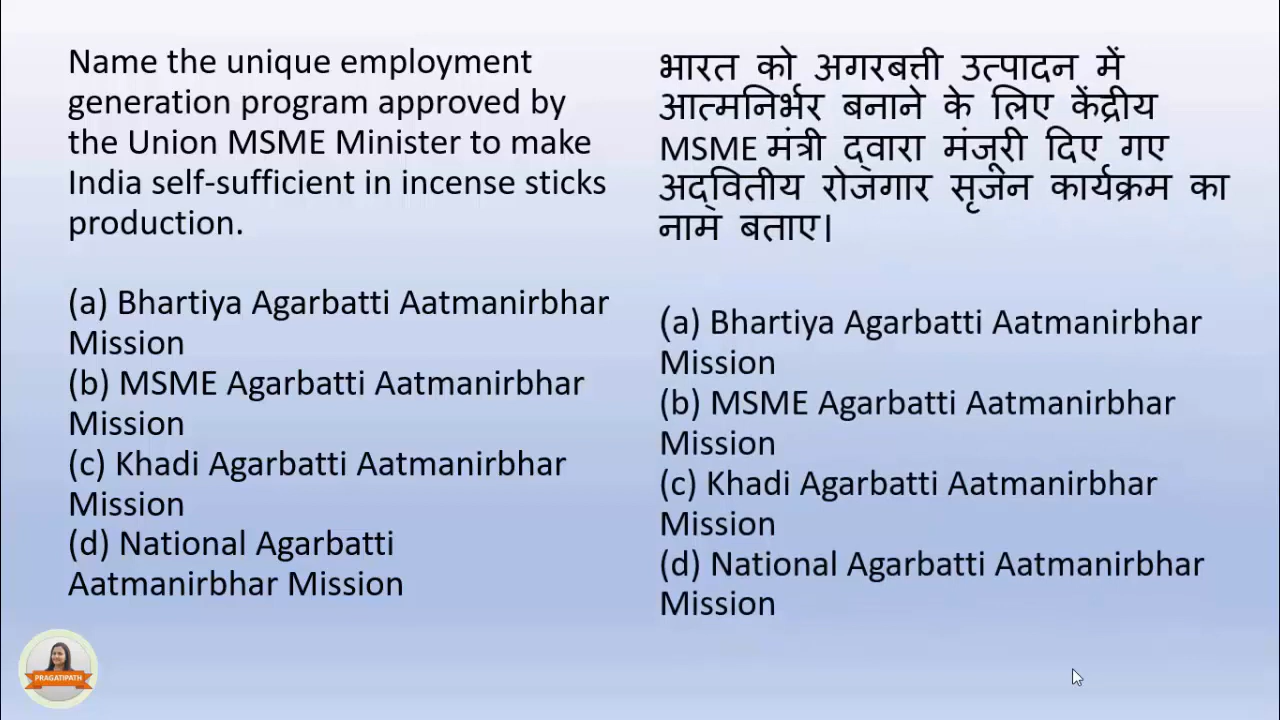 Name the unique employment
generation program approved by
the Union MSME Minister to make
India self-sufficient in incense sticks
production.
(a) Bhartiya Agarbatti Aatmanirbhar
Mission
(b) MSME Agarbatti Aatmanirbhar
Mission
(c) Khadi Agarbatti Aatmanirbhar
Mission
(d) National Agarbatti
Aatmanirbhar Mission
भारत को अगरबत्ती उत्पादन में
आत्मनिर्भर बनाने के लिए केंद्रीय
MSME मंत्री द्वारा मंजूरी दिए गए
अद्वितीय रोजगार सृजन कार्यक्रम का
नाम बताए।
(a) Bhartiya Agarbatti Aatmanirbhar
Mission
(b) MSME Agarbatti Aatmanirbhar
Mission
(c) Khadi Agarbatti Aatmanirbhar
Mission
(d) National Agarbatti Aatmanirbhar
Mission
PRAGATIPATH